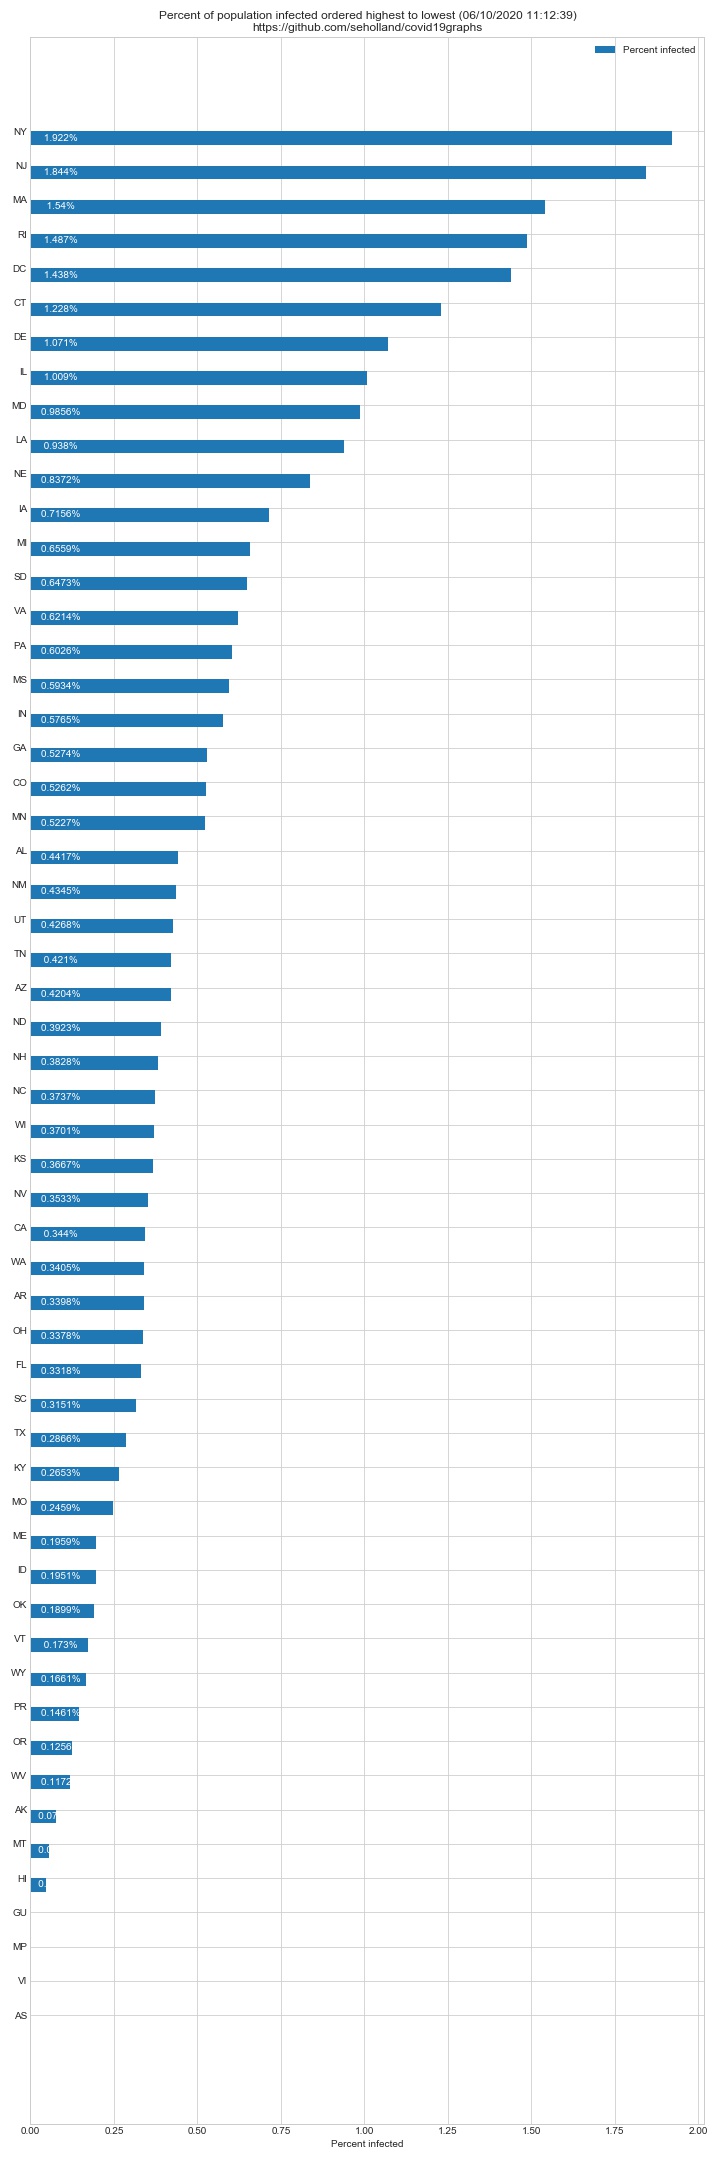 Percent of population infected ordered highest to lowest (06/10/2020 11:12:39)
https://github.com/seholland/covid19graphs
Percent infected
NY 1.922%
NJ 1.844%
MA 1.54%
RI 1.487%
DC 1.438%
CT 1.228%
DE 1.071%
IL 1.009%
MD 0.9856%
LA 0.938%
NE 0.8372%
IA 0.7156%
MI 0.6559%
SD 0.6473%
VA 0.6214%
PA 0.6026%
MS 0.5934%
IN 0.5765%
GA 0.5274%
CO 0.5262%
MN 0.5227%
AL 0.4417%
NM 0.4345%
UT 0.4268%
TN 0.421%
AZ 0.4204%
ND 0.3923%
NH 0.3828%
NC 0.3737%
WI 0.3701%
KS 0.3667%
NV 0.3533%
CA 0.344%
WA 0.3405%
AR 0.3398%
OH 0.3378%
FL 0.3318%
SC 0.3151%
TX 0.2866%
KY 0.2653%
MO 0.2459%
ME 0.1959%
ID 0.1951%
OK 0.1899%
VT 0.173%
WY 0.1661%
PR 0.1461%
OR 0.1256
WV 0.1172
AK
MT
HI
GU
MP
VI
AS
0.00 0.25 0.50 0.75 1.00 1.25 1.50 1.75 2.00
Percent infected